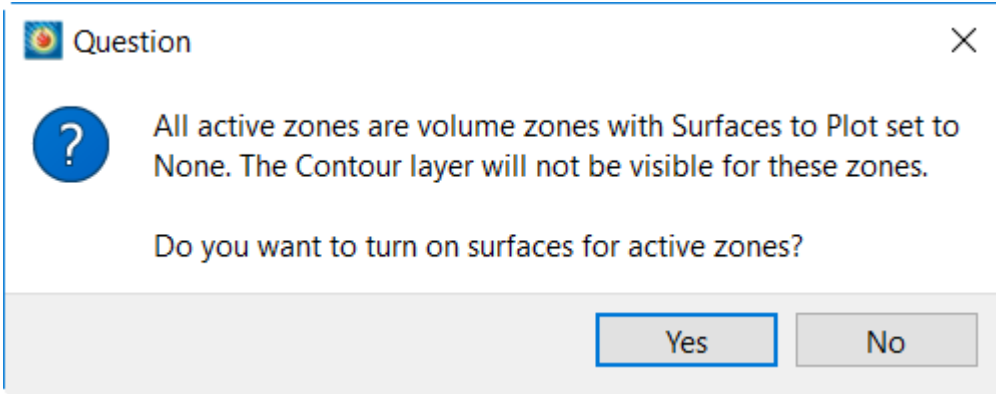 Question
All active zones are volume zones with Surfaces to Plot set to
None. The Contour layer will not be visible for these zones.
Do you want to turn on surfaces for active zones?
Yes
No